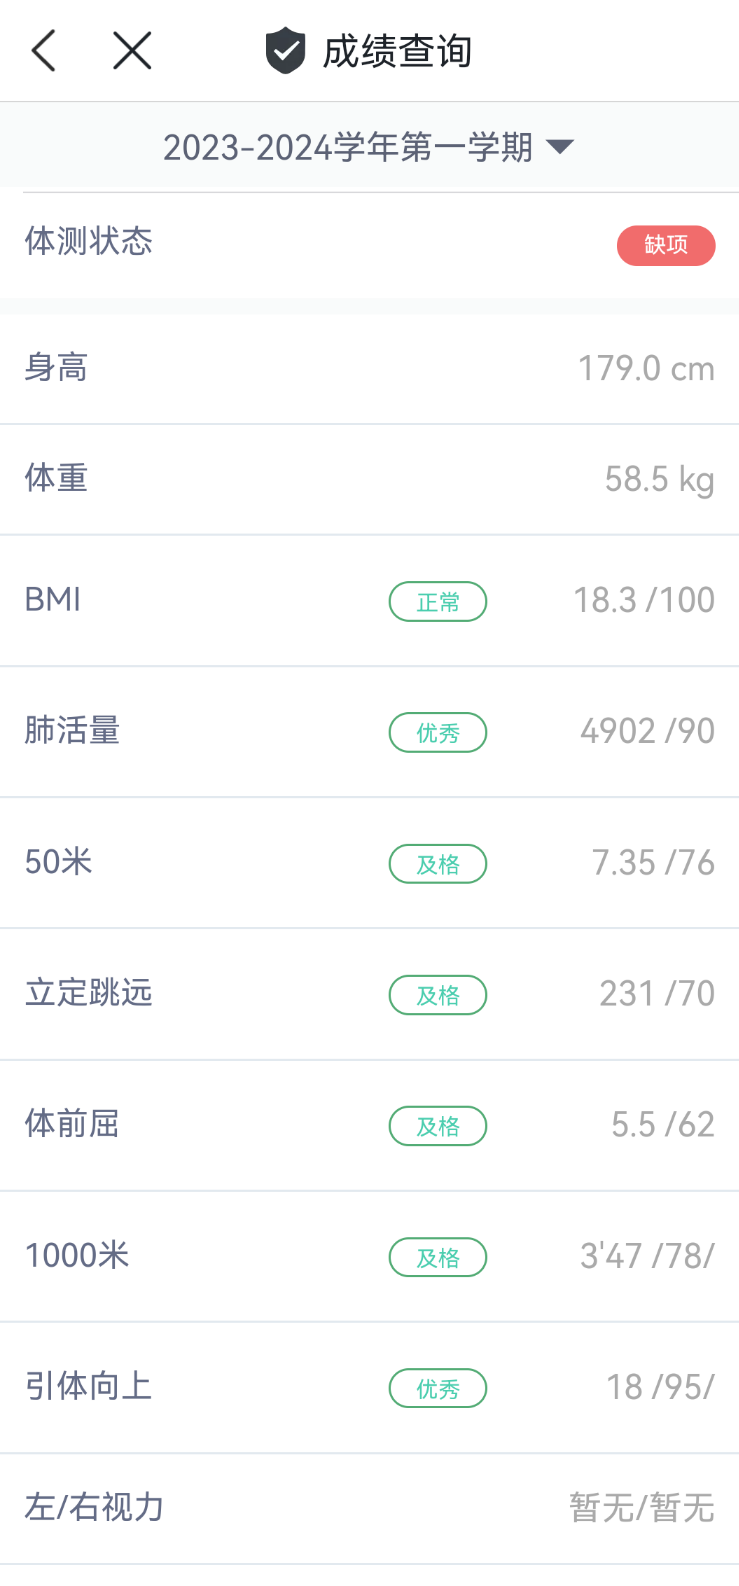 成绩查询
2023-2024学年第一学期
体测状态 缺项
身高 179.0 cm
体重 58.5 kg
BMI 正常 18.3 /100
肺活量 优秀 4902 /90
50米 及格 7.35 /76
立定跳远 及格 231 /70
体前屈 及格 5.5 /62
1000米 及格 3'47 /78/
引体向上 优秀 18 /95/
左/右视力 暂无/暂无